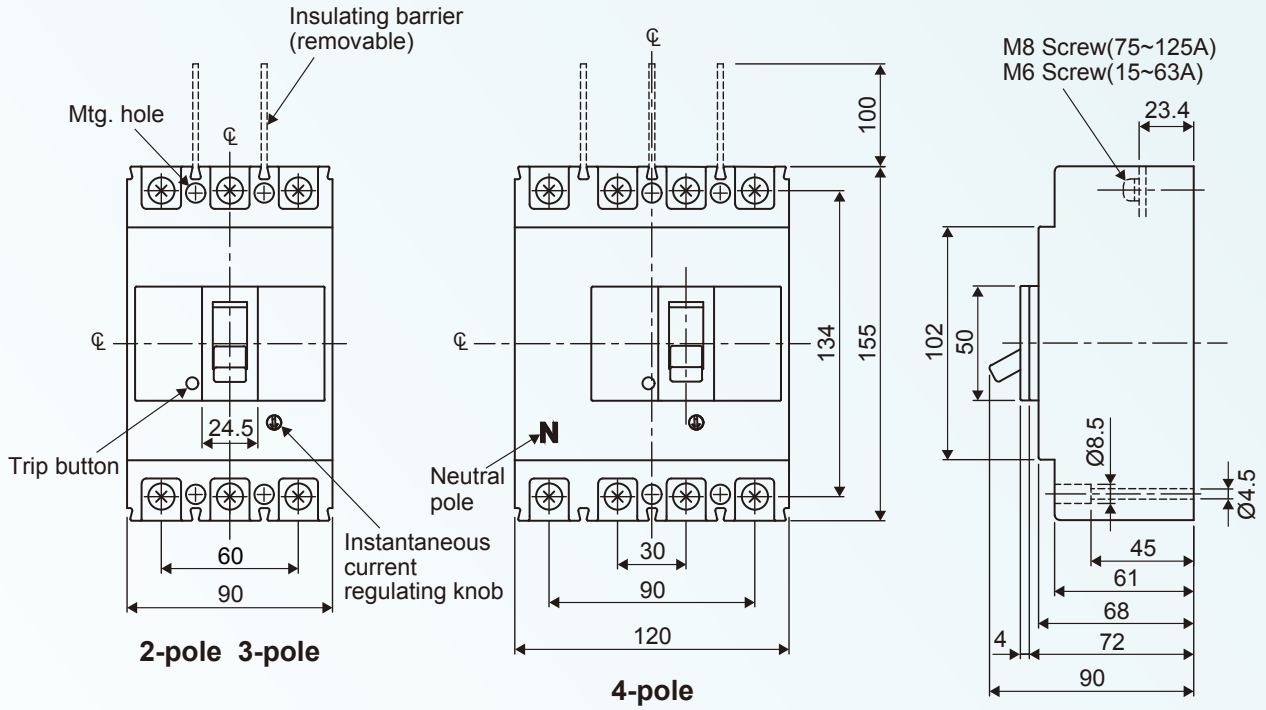 Insulating barrier
(removable)
Mtg. hole
℄
℄
24.5
Trip button
Instantaneous
current
regulating knob
60
90
2-pole 3-pole
℄
℄
100
134
155
N
Neutral
pole
30
90
120
4-pole
M8 Screw(75~125A)
M6 Screw(15~63A)
23.4
102
50
Ø8.5
Ø4.5
45
61
68
4
72
90